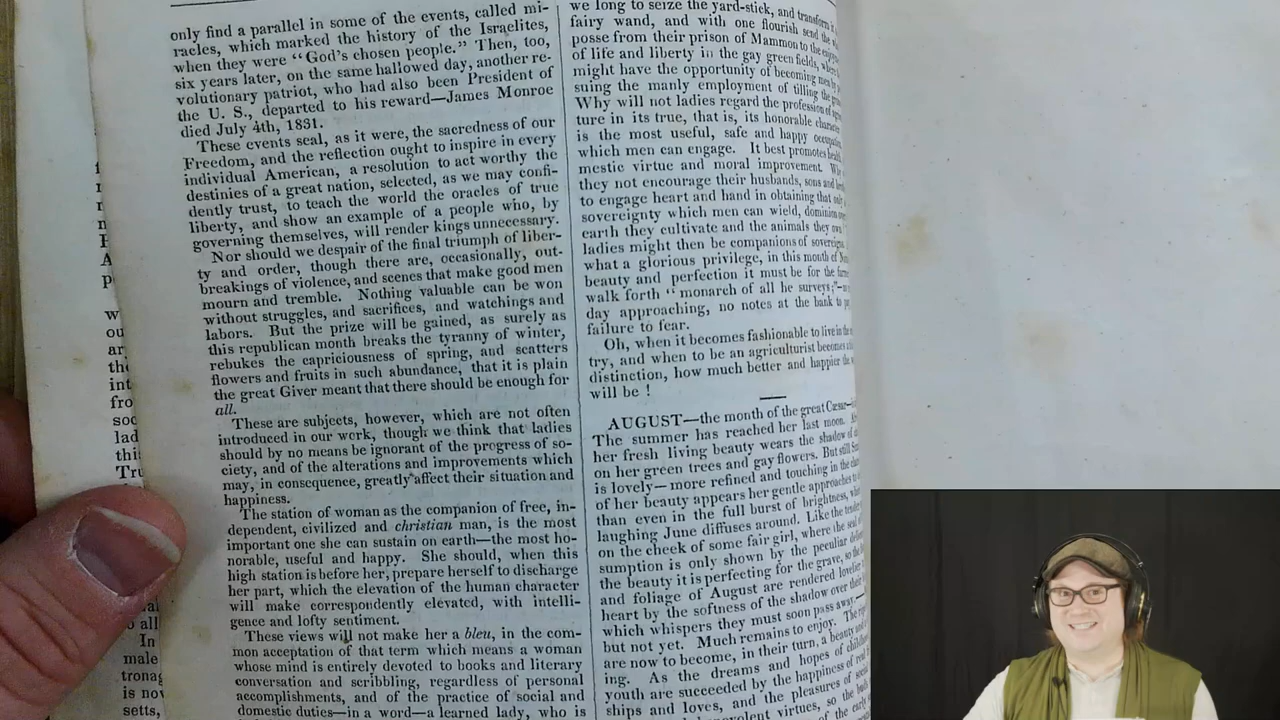 only find a parallel in some of the events, called mi-
racles, which marked the history of the Israelites,
when they were "God's chosen people." Then, too,
six years later, on the same hallowed day, another re-
volutionary patriot, who had also been President of
the U. S., departed to his reward—James Monroe
died July 4th, 1831.
These events seal, as it were, the sacredness of our
Freedom, and the reflection ought to inspire in every
individual American, a resolution to act worthy the
destinies of a great nation, selected, as we may confi-
dently trust, to teach the world the oracles of true
liberty, and show an example of a people who, by
governing themselves, will render kings unnecessary.
Nor should we despair of the final triumph of liber-
ty and order, though there are, occasionally, out-
breakings of violence, and scenes that make good men
mourn and tremble. Nothing valuable can be won
without struggles, and sacrifices, and watchings and
labors. But the prize will be gained, as surely as
this republican month breaks the tyranny of winter,
rebukes the capriciousness of spring, and scatters
flowers and fruits in such abundance, that it is plain
the great Giver meant that there should be enough for
all.
These are subjects, however, which are not often
introduced in our work, though we think that ladies
should by no means be ignorant of the progress of so-
ciety, and of the alterations and improvements which
may, in consequence, greatly affect their situation and
happiness.
The station of woman as the companion of free, in-
dependent, civilized and christian man, is the most
important one she can sustain on earth—the most ho-
norable, useful and happy. She should, when this
high station is before her, prepare herself to discharge
her part, which the elevation of the human character
will make correspondently elevated, with intelli-
gence and lofty sentiment.
These views will not make her a bleu, in the com-
mon acceptation of that term which means a woman
whose mind is entirely devoted to books and literary
conversation and scribbling, regardless of personal
accomplishments, and of the practice of social and
domestic duties—in a word—a learned lady, who is
we long to seize the yard-stick, and transform
fairy wand, and with one flourish send the
posse from their prison of Mammon to the
of life and liberty in the gay green fields,
might have the opportunity of becoming men
suing the manly employment of tilling the
Why will not ladies regard the profession of
ture in its true, that is, its honorable
is the most useful, safe and happy
which men can engage. It best promotes
mestic virtue and moral improvement.
they not encourage their husbands, sons and
to engage heart and hand in obtaining that
sovereignty which men can wield, dominion
earth they cultivate and the animals they
ladies might then be companions of
what a glorious privilege, in this month of
beauty and perfection it must be for the
walk forth "monarch of all he surveys;"—
day approaching, no notes at the bank to
failure to fear.
Oh, when it becomes fashionable to live in the
try, and when to be an agriculturist becomes
distinction, how much better and happier the
will be!
AUGUST—the month of the great Cæsar—
The summer has reached her last moon.
her fresh living beauty wears the shadow of
on her green trees and gay flowers. But still
is lovely—more refined and touching in the
of her beauty appears her gentle approaches
than even in the full burst of brightness,
laughing June diffuses around. Like the
on the cheek of some fair girl, where the seal
sumption is only shown by the peculiar
the beauty it is perfecting for the grave, so the
and foliage of August are rendered
heart by the softness of the shadow over
which whispers they must soon pass away.—
but not yet. Much remains to enjoy. The
are now to become, in their turn, a beauty
ing. As the dreams and hopes of
youth are succeeded by the happiness of
ships and loves, and the pleasures of
virtues, so the
of the early